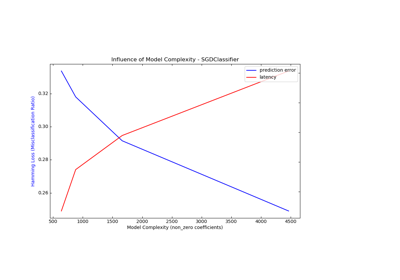 Influence of Model Complexity - SGDClassifier
prediction error
latency
0.32
0.30
0.28
0.26
Hamming Loss (Misclassification Ratio)
500 1000 1500 2000 2500 3000 3500 4000 4500
Model Complexity (non_zero coefficients)